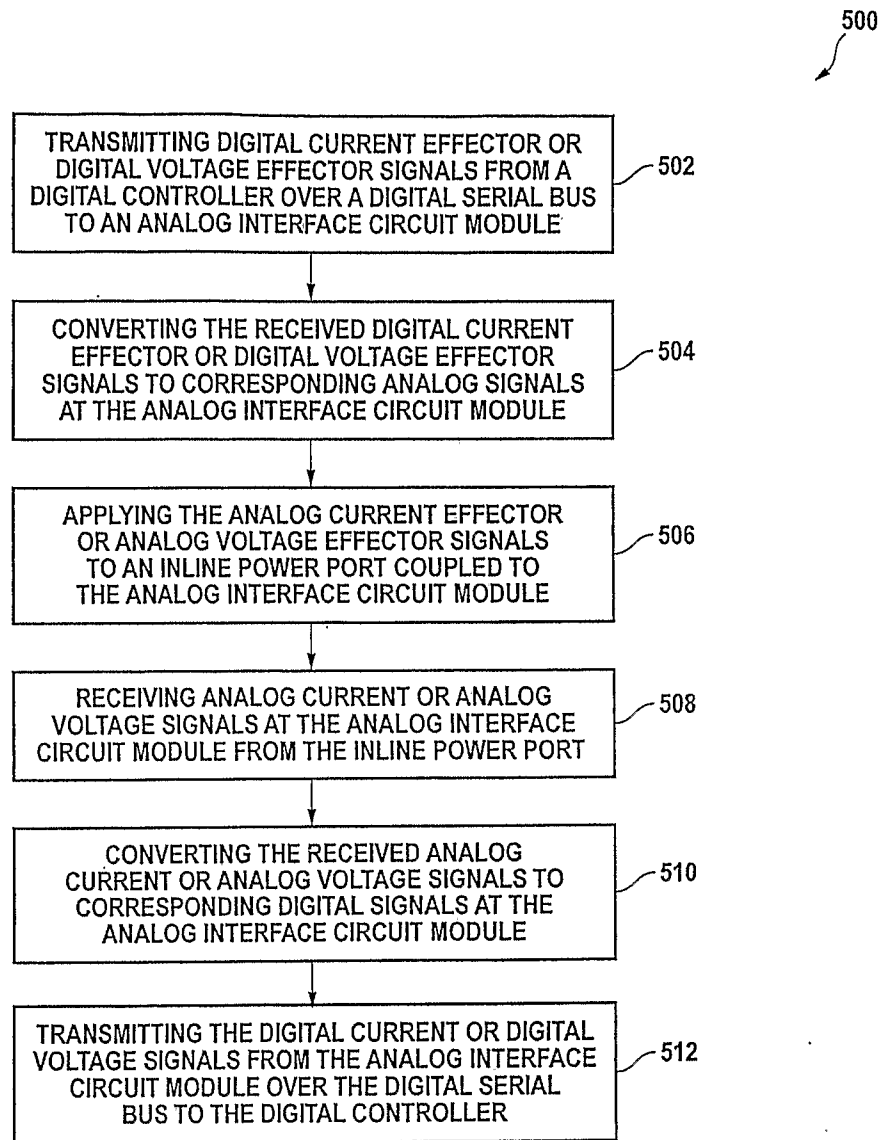 500
TRANSMITTING DIGITAL CURRENT EFFECTOR OR
DIGITAL VOLTAGE EFFECTOR SIGNALS FROM A
DIGITAL CONTROLLER OVER A DIGITAL SERIAL BUS
TO AN ANALOG INTERFACE CIRCUIT MODULE
502
CONVERTING THE RECEIVED DIGITAL CURRENT
EFFECTOR OR DIGITAL VOLTAGE EFFECTOR
SIGNALS TO CORRESPONDING ANALOG SIGNALS
AT THE ANALOG INTERFACE CIRCUIT MODULE
504
APPLYING THE ANALOG CURRENT EFFECTOR
OR ANALOG VOLTAGE EFFECTOR SIGNALS
TO AN INLINE POWER PORT COUPLED TO
THE ANALOG INTERFACE CIRCUIT MODULE
506
RECEIVING ANALOG CURRENT OR ANALOG
VOLTAGE SIGNALS AT THE ANALOG INTERFACE
CIRCUIT MODULE FROM THE INLINE POWER PORT
508
CONVERTING THE RECEIVED ANALOG
CURRENT OR ANALOG VOLTAGE SIGNALS TO
CORRESPONDING DIGITAL SIGNALS AT THE
ANALOG INTERFACE CIRCUIT MODULE
510
TRANSMITTING THE DIGITAL CURRENT OR DIGITAL
VOLTAGE SIGNALS FROM THE ANALOG INTERFACE
CIRCUIT MODULE OVER THE DIGITAL SERIAL
BUS TO THE DIGITAL CONTROLLER
512